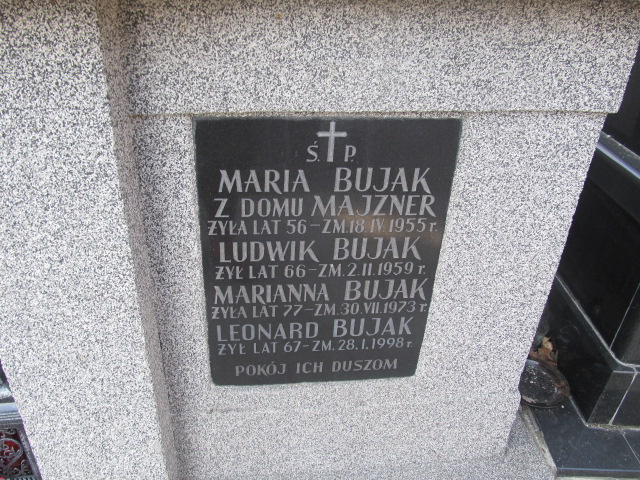 Ś. P.
MARIA BUJAK
Z DOMU MAJZNER
ŻYŁA LAT 56 - ZM. 18.IV.1955 r.
LUDWIK BUJAK
ŻYŁ LAT 66 - ZM. 2.II.1959 r.
MARIANNA BUJAK
ŻYŁA LAT 77 - ZM. 30.VII.1973 r.
LEONARD BUJAK
ŻYŁ LAT 67 - ZM. 28.I.1998 r.
POKÓJ ICH DUSZOM